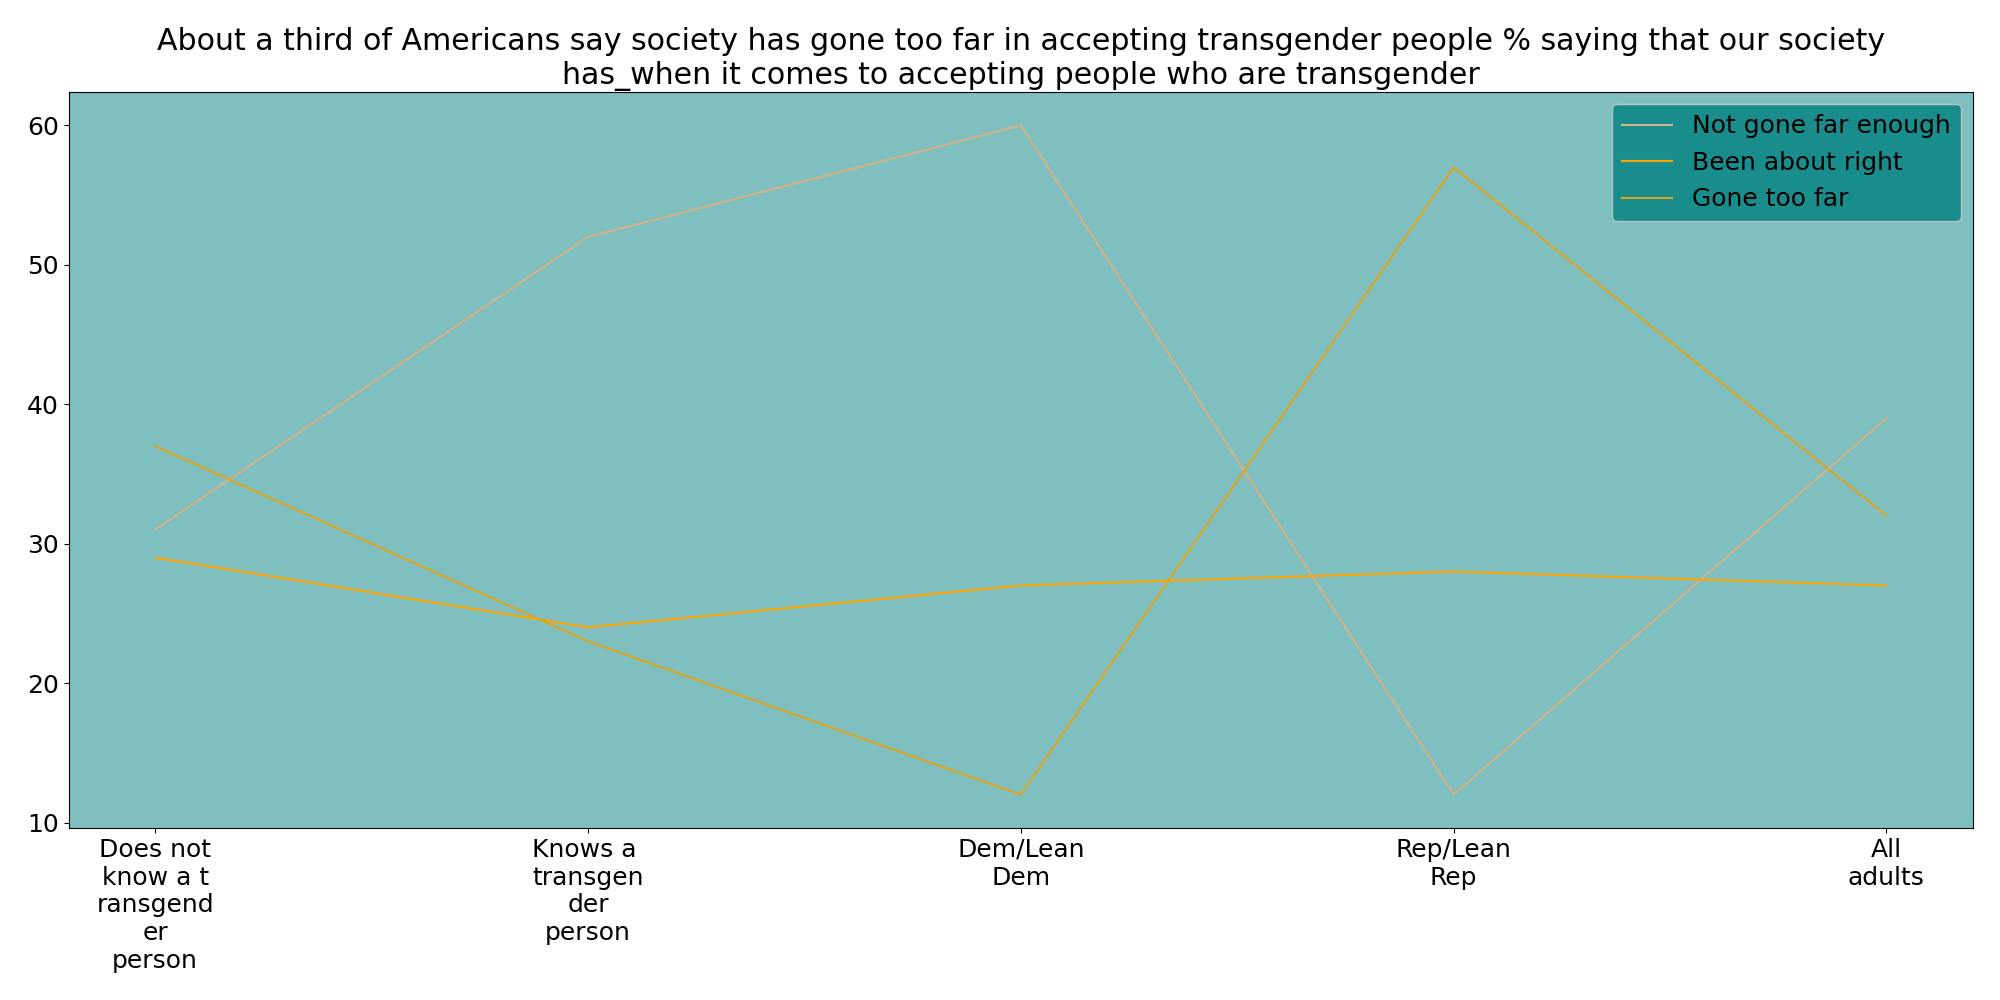 About a third of Americans say society has gone too far in accepting transgender people % saying that our society
has_when it comes to accepting people who are transgender
60
50
40
30
20
10
Not gone far enough
Been about right
Gone too far
Does not
know a t
ransgend
er
person
Knows a
transgen
der
person
Dem/Lean
Dem
Rep/Lean
Rep
All
adults